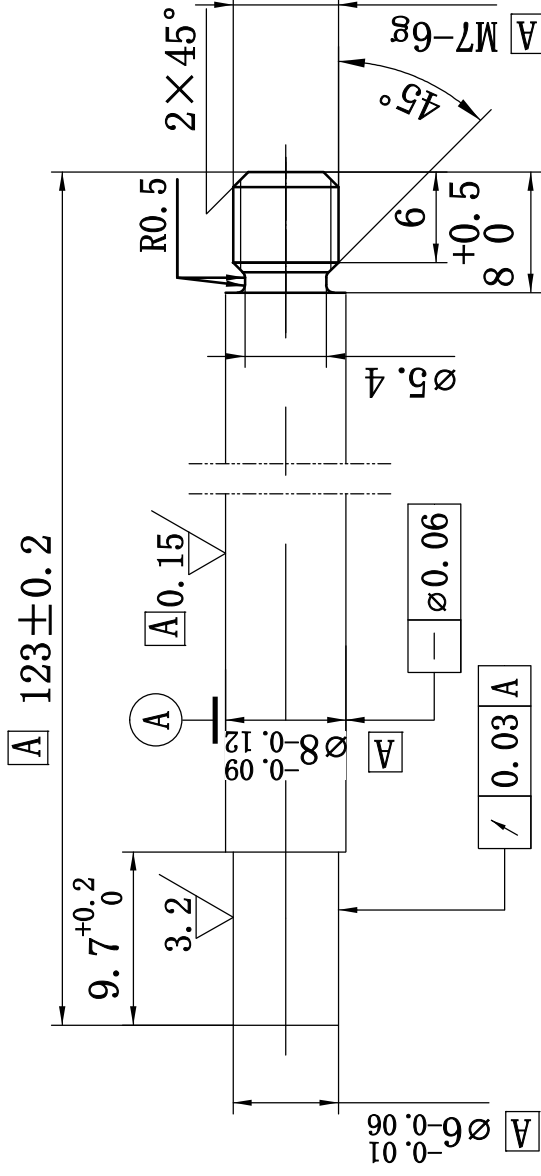 A 123±0.2
9.7 +0.2 0
3.2
A 0.15
A
R0.5
2×45°
A M7-6g
45°
6
8 +0.5 0
⌀5.4
⌀8 -0.09 -0.12
A
— ⌀0.06
↗ 0.03 A
⌀6 -0.01 -0.06
A